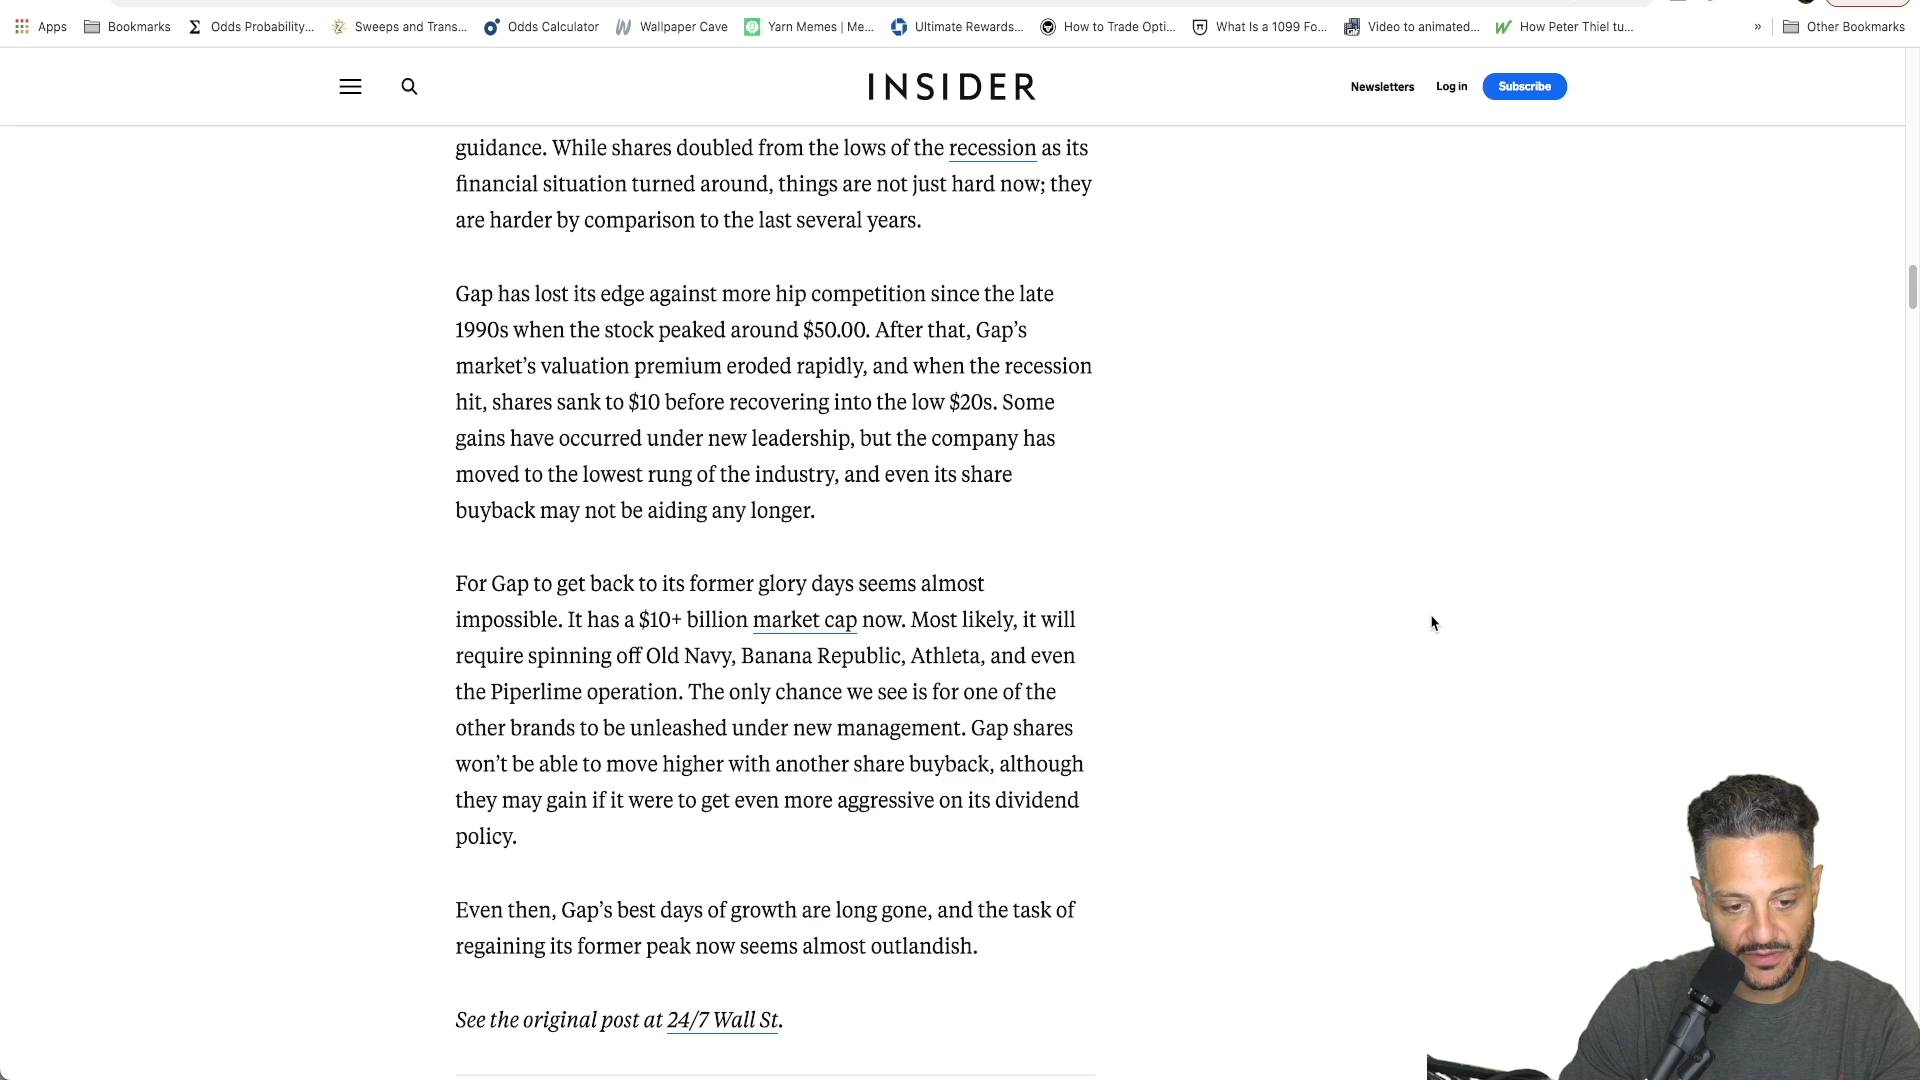 Apps
Bookmarks
Odds Probability...
Sweeps and Trans...
Odds Calculator
Wallpaper Cave
Yarn Memes | Me...
Ultimate Rewards...
How to Trade Opti...
What Is a 1099 Fo...
Video to animated...
How Peter Thiel tu...
»
Other Bookmarks
INSIDER
Newsletters
Log in
Subscribe
guidance. While shares doubled from the lows of the recession as its
financial situation turned around, things are not just hard now; they
are harder by comparison to the last several years.
Gap has lost its edge against more hip competition since the late
1990s when the stock peaked around $50.00. After that, Gap’s
market’s valuation premium eroded rapidly, and when the recession
hit, shares sank to $10 before recovering into the low $20s. Some
gains have occurred under new leadership, but the company has
moved to the lowest rung of the industry, and even its share
buyback may not be aiding any longer.
For Gap to get back to its former glory days seems almost
impossible. It has a $10+ billion market cap now. Most likely, it will
require spinning off Old Navy, Banana Republic, Athleta, and even
the Piperlime operation. The only chance we see is for one of the
other brands to be unleashed under new management. Gap shares
won’t be able to move higher with another share buyback, although
they may gain if it were to get even more aggressive on its dividend
policy.
Even then, Gap’s best days of growth are long gone, and the task of
regaining its former peak now seems almost outlandish.
See the original post at 24/7 Wall St.